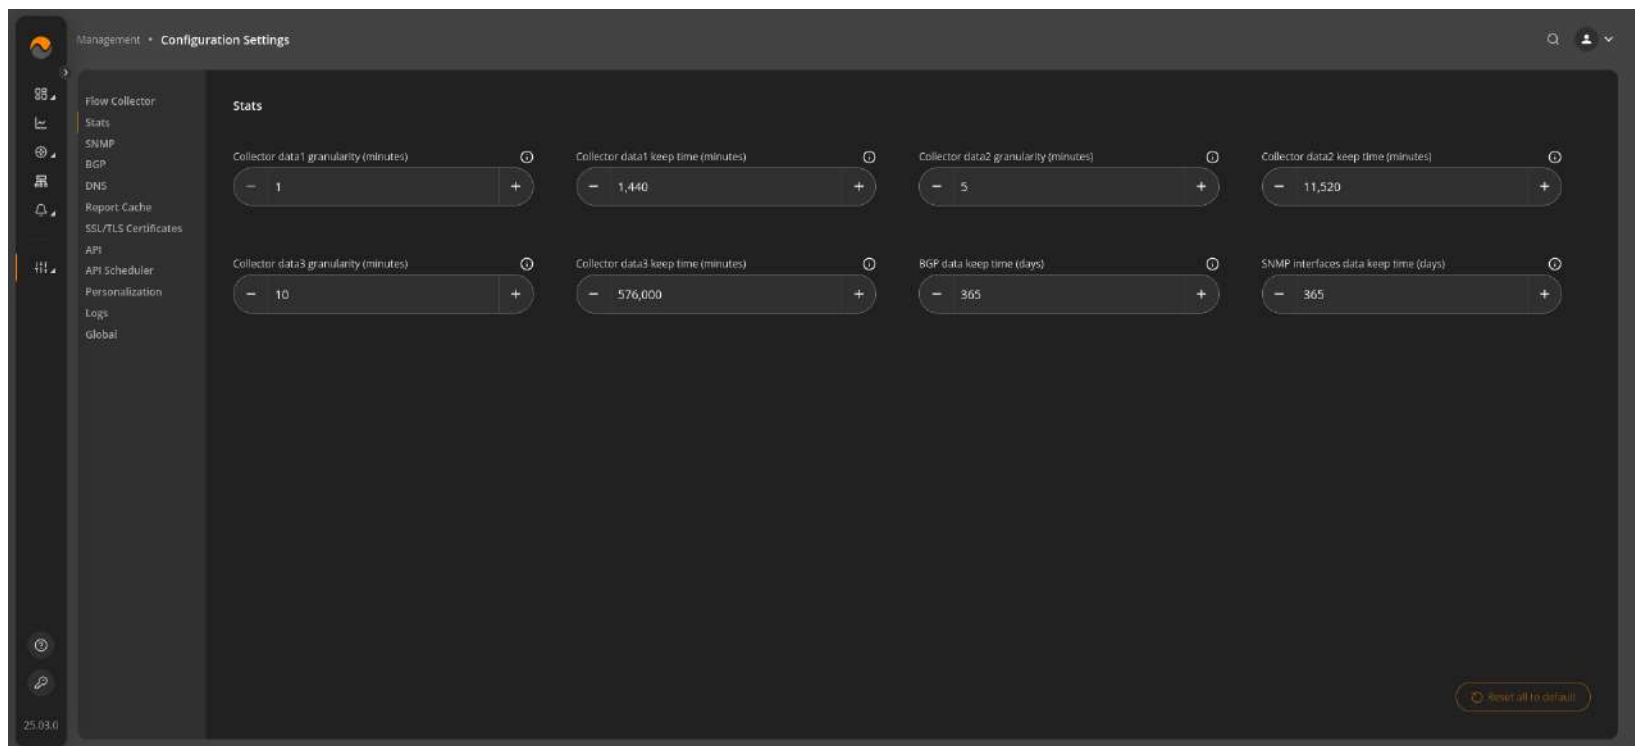 Management • Configuration Settings
Flow Collector
Stats
SNMP
BGP
DNS
Report Cache
SSL/TLS Certificates
API
API Scheduler
Personalization
Logs
Global
Stats
Collector data1 granularity (minutes)
Collector data1 keep time (minutes)
Collector data2 granularity (minutes)
Collector data2 keep time (minutes)
− 1 +
− 1,440 +
− 5 +
− 11,520 +
Collector data3 granularity (minutes)
Collector data3 keep time (minutes)
BGP data keep time (days)
SNMP interfaces data keep time (days)
− 10 +
− 576,000 +
− 365 +
− 365 +
Reset all to default
25.03.0